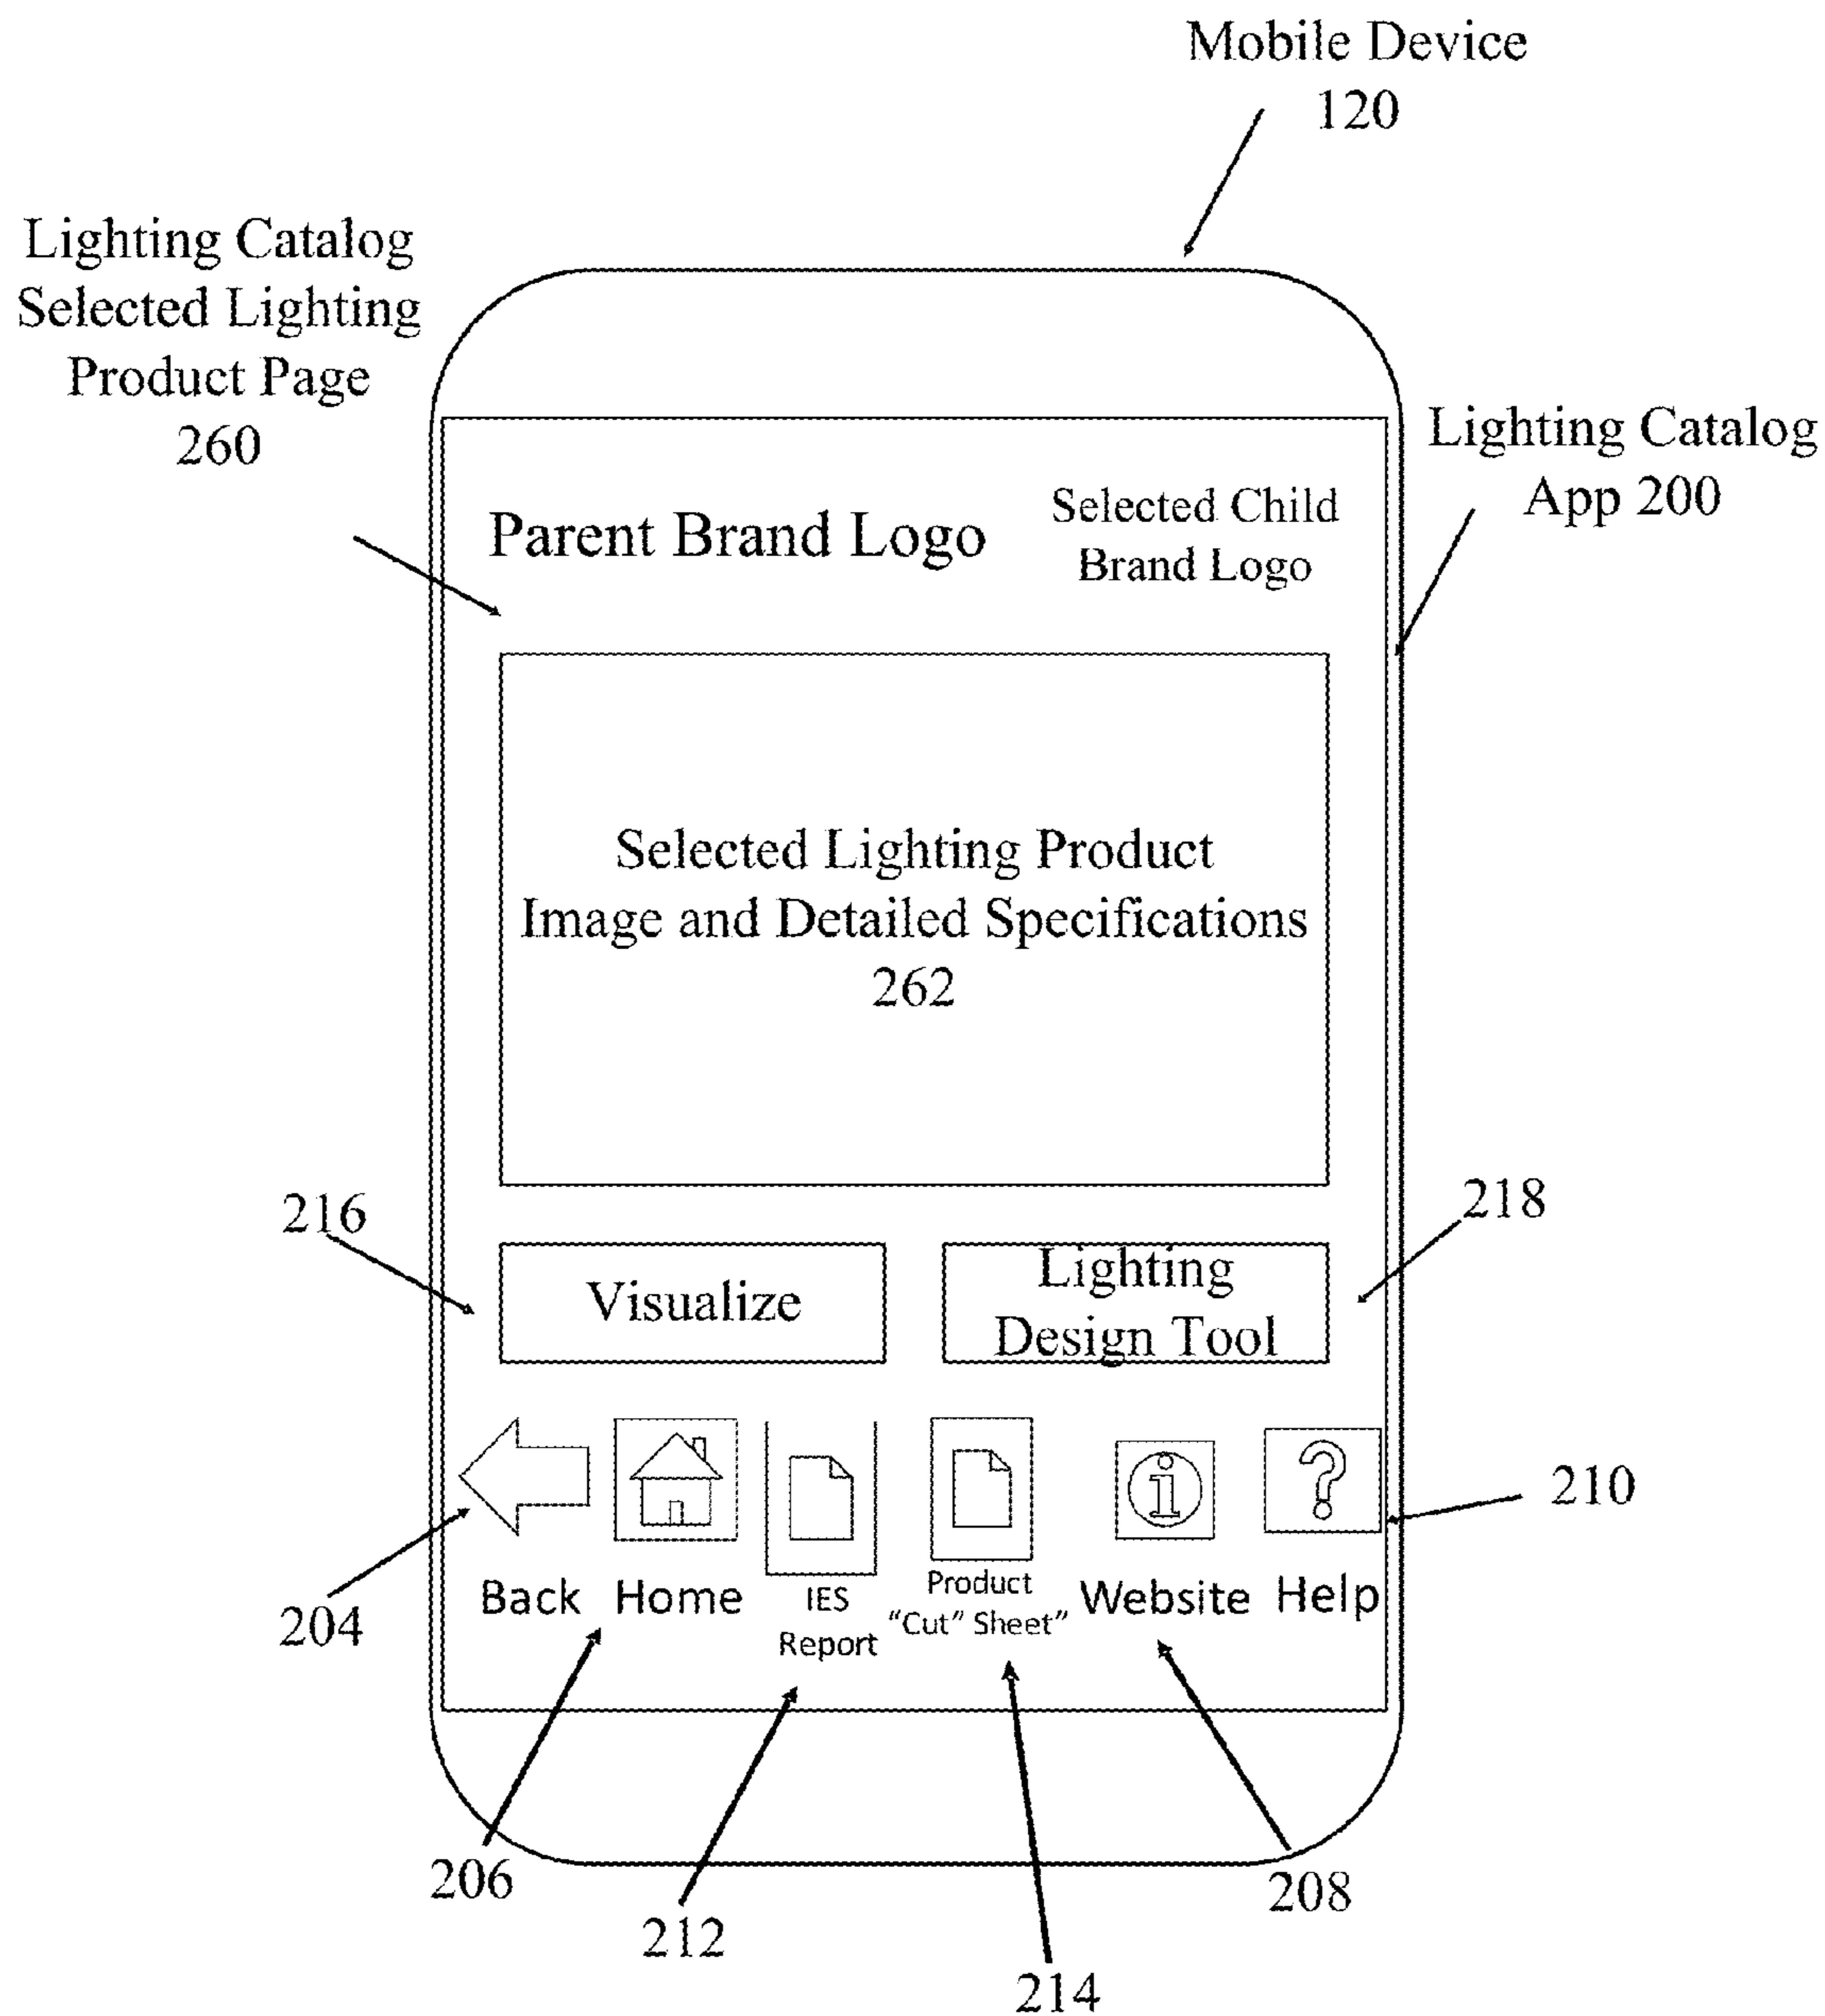 Mobile Device
120
Lighting Catalog
Selected Lighting
Product Page
260
Lighting Catalog
App 200
Parent Brand Logo
Selected Child
Brand Logo
Selected Lighting Product
Image and Detailed Specifications
262
216
218
Visualize
Lighting
Design Tool
210
204
Back
Home
IES
Report
Product
"Cut" Sheet"
Website
Help
206
212
214
208